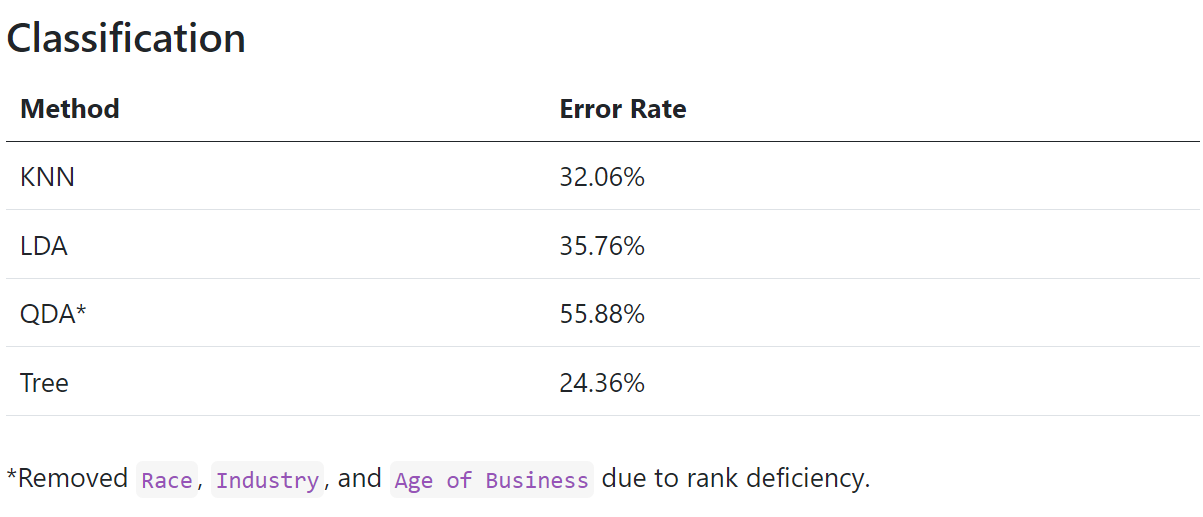 Classification
Method Error Rate
KNN 32.06%
LDA 35.76%
QDA* 55.88%
Tree 24.36%
*Removed Race, Industry, and Age of Business due to rank deficiency.